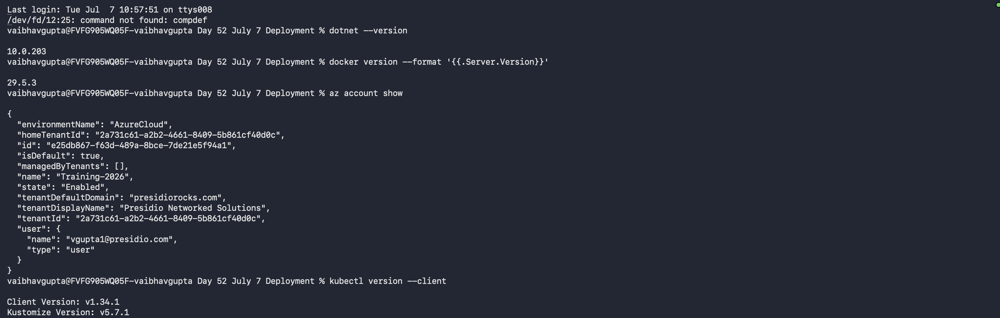 Last login: Tue Jul  7 10:57:51 on ttys008
/dev/fd/12:25: command not found: compdef
vaibhavgupta@FVFG905WQ05F-vaibhavgupta Day 52 July 7 Deployment % dotnet --version
10.0.203
vaibhavgupta@FVFG905WQ05F-vaibhavgupta Day 52 July 7 Deployment % docker version --format '{{.Server.Version}}'
29.5.3
vaibhavgupta@FVFG905WQ05F-vaibhavgupta Day 52 July 7 Deployment % az account show
{
  "environmentName": "AzureCloud",
  "homeTenantId": "2a731c61-a2b2-4661-8409-5b861cf40d0c",
  "id": "e25db867-f63d-489a-8bce-7de21e5f94a1",
  "isDefault": true,
  "managedByTenants": [],
  "name": "Training-2026",
  "state": "Enabled",
  "tenantDefaultDomain": "presidiorocks.com",
  "tenantDisplayName": "Presidio Networked Solutions",
  "tenantId": "2a731c61-a2b2-4661-8409-5b861cf40d0c",
  "user": {
    "name": "vgupta1@presidio.com",
    "type": "user"
  }
}
vaibhavgupta@FVFG905WQ05F-vaibhavgupta Day 52 July 7 Deployment % kubectl version --client
Client Version: v1.34.1
Kustomize Version: v5.7.1